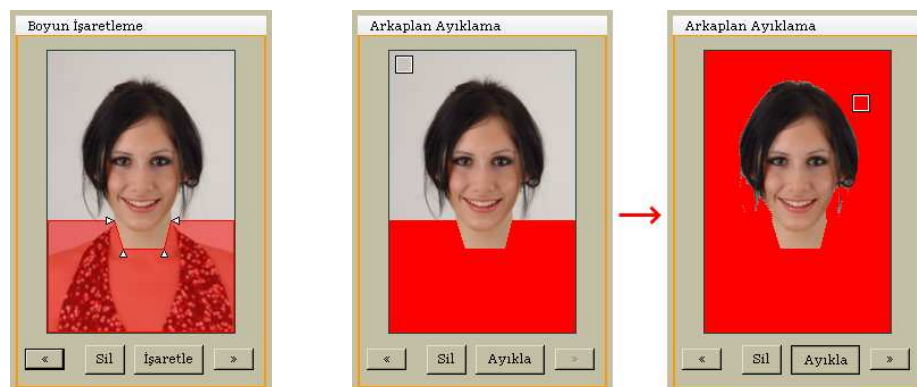 Boyun İşaretleme
« Sil İşaretle »
Arkaplan Ayıklama
« Sil Ayıkla »
Arkaplan Ayıklama
« Sil Ayıkla »